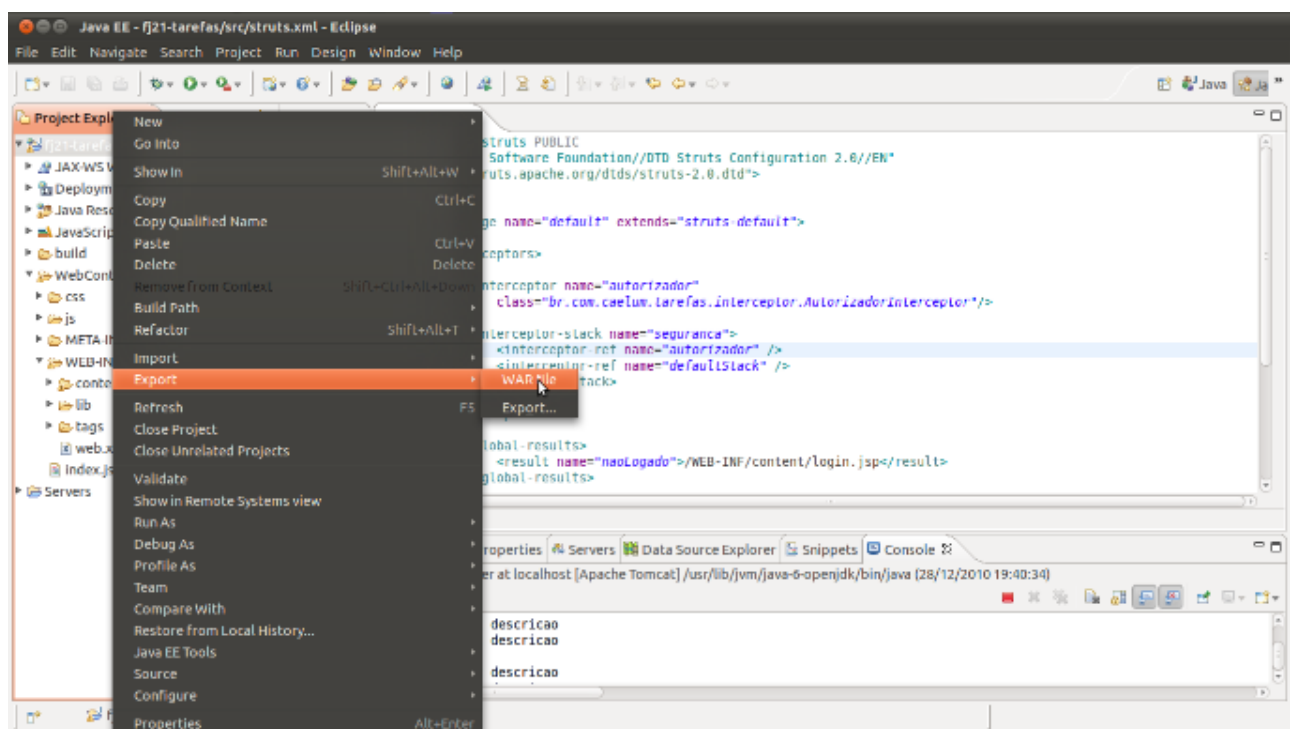 Java EE - fj21-tarefas/src/struts.xml - Eclipse
File Edit Navigate Search Project Run Design Window Help
Java
Project Expl
fj21-tarefa
JAX-WS W
Deploym
Java Reso
JavaScrip
build
WebCont
css
js
META-I
WEB-IN
conte
lib
tags
web.x
index.js
Servers
New
Go Into
Show In Shift+Alt+W
Copy Ctrl+C
Copy Qualified Name
Paste Ctrl+V
Delete Delete
Remove from Context Shift+Ctrl+Alt+Down
Build Path
Refactor Shift+Alt+T
Import
Export
Refresh F5
Close Project
Close Unrelated Projects
Validate
Show in Remote Systems view
Run As
Debug As
Profile As
Team
Compare With
Restore from Local History...
Java EE Tools
Source
Configure
Properties Alt+Enter
WAR file
Export...
struts PUBLIC
Software Foundation//DTD Struts Configuration 2.0//EN"
ruts.apache.org/dtds/struts-2.0.dtd">
ge name="default" extends="struts-default">
ceptors>
nterceptor name="autorizador"
class="br.com.caelum.tarefas.interceptor.AutorizadorInterceptor"/>
nterceptor-stack name="seguranca">
<interceptor-ref name="autorizador" />
<interceptor-ref name="defaultStack" />
tack>
lobal-results>
<result name="naoLogado">/WEB-INF/content/login.jsp</result>
global-results>
roperties Servers Data Source Explorer Snippets Console
er at localhost [Apache Tomcat] /usr/lib/jvm/java-6-openjdk/bin/java (28/12/2010 19:40:34)
descricao
descricao
descricao